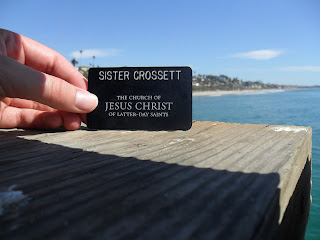 SISTER CROSSETT
THE CHURCH OF
JESUS CHRIST
OF LATTER-DAY SAINTS